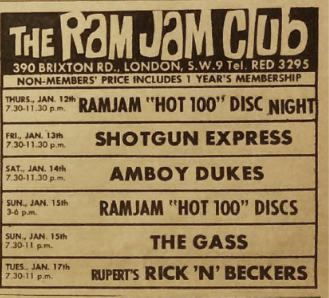 THE RAM JAM CLUB
390 BRIXTON RD., LONDON, S.W.9 Tel. RED 3295
NON-MEMBERS' PRICE INCLUDES 1 YEAR'S MEMBERSHIP
THURS., JAN. 12th
7.30-11.30 p.m.
RAMJAM "HOT 100" DISC NIGHT
FRI., JAN. 13th
7.30-11.30 p.m.
SHOTGUN EXPRESS
SAT., JAN. 14th
7.30-11.30 p.m.
AMBOY DUKES
SUN., JAN. 15th
3-6 p.m.
RAMJAM "HOT 100" DISCS
SUN., JAN. 15th
7.30-11 p.m.
THE GASS
TUES., JAN. 17th
7.30-11 p.m.
RUPERT'S RICK 'N' BECKERS